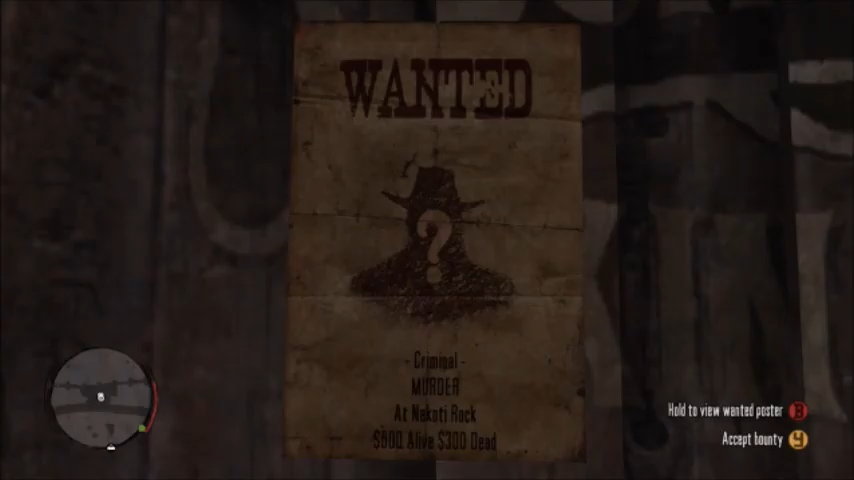 WANTED
?
- Criminal -
MURDER
At Nekoti Rock
$600 Alive $300 Dead
Hold to view wanted poster B
Accept bounty Y